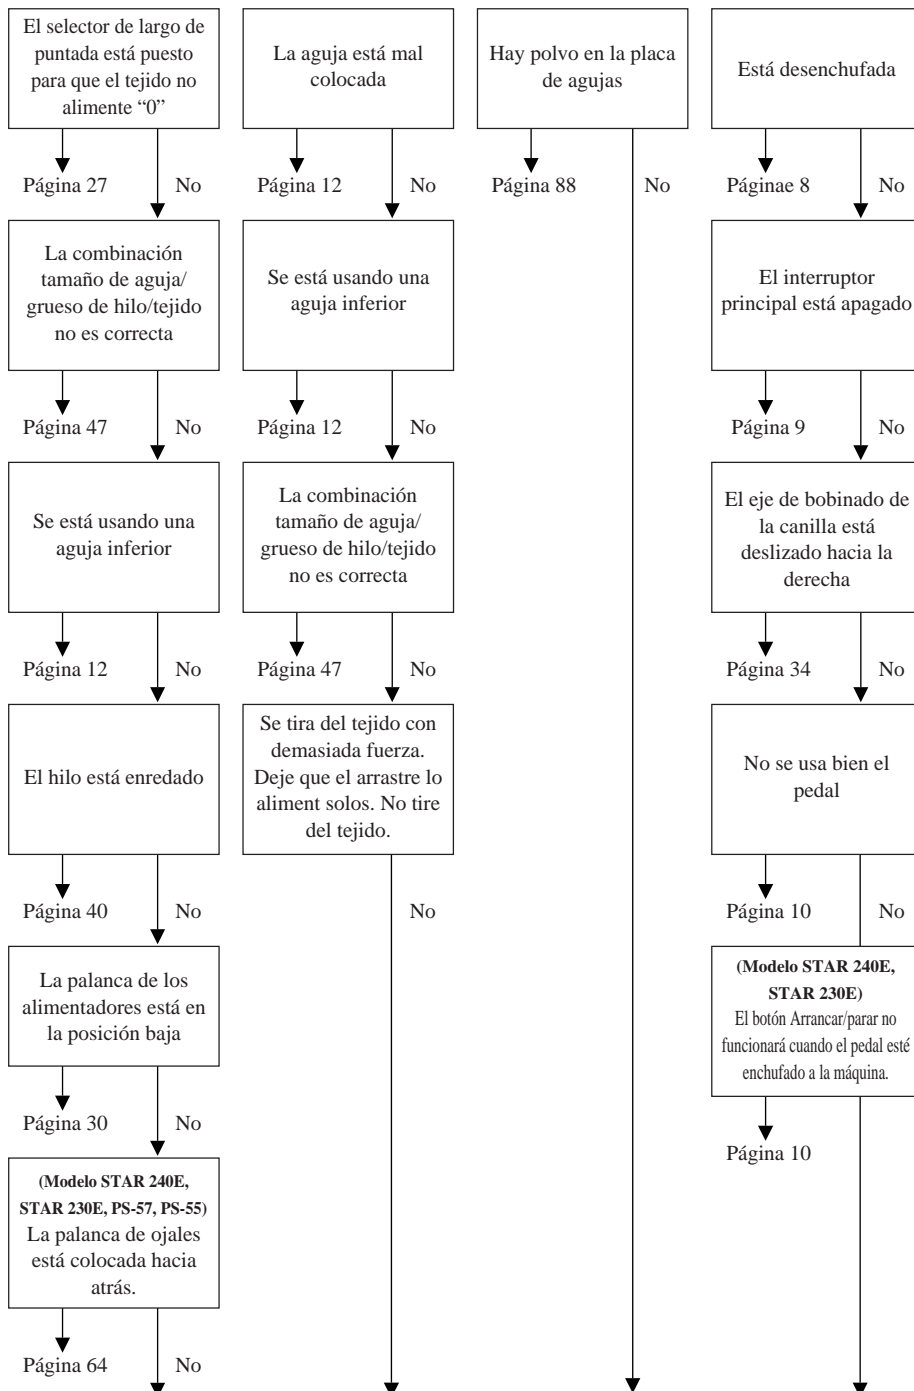 El selector de largo de
puntada está puesto
para que el tejido no
alimente “0”
Página 27
No
La combinación
tamaño de aguja/
grueso de hilo/tejido
no es correcta
Página 47
No
Se está usando una
aguja inferior
Página 12
No
El hilo está enredado
Página 40
No
La palanca de los
alimentadores está en
la posición baja
Página 30
No
(Modelo STAR 240E,
STAR 230E, PS-57, PS-55)
La palanca de ojales
está colocada hacia
atrás.
Página 64
No
La aguja está mal
colocada
Página 12
No
Se está usando una
aguja inferior
Página 12
No
La combinación
tamaño de aguja/
grueso de hilo/tejido
no es correcta
Página 47
No
Se tira del tejido con
demasiada fuerza.
Deje que el arrastre lo
aliment solos. No tire
del tejido.
No
Hay polvo en la placa
de agujas
Página 88
No
Está desenchufada
Páginae 8
No
El interruptor
principal está apagado
Página 9
No
El eje de bobinado de
la canilla está
deslizado hacia la
derecha
Página 34
No
No se usa bien el
pedal
Página 10
No
(Modelo STAR 240E,
STAR 230E)
El botón Arrancar/parar no
funcionará cuando el pedal esté
enchufado a la máquina.
Página 10